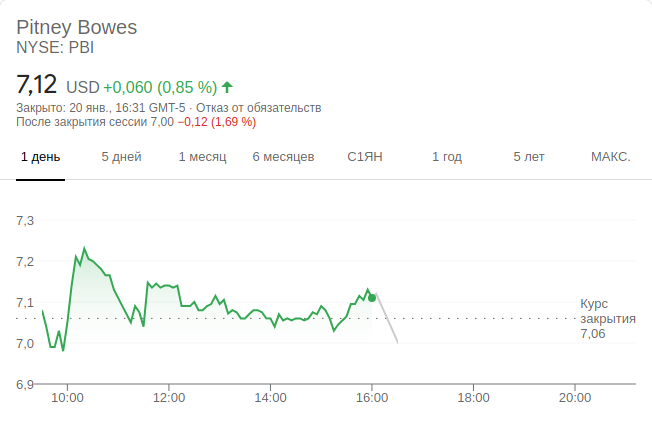 Pitney Bowes
NYSE: PBI
7,12 USD +0,060 (0,85 %)
Закрыто: 20 янв., 16:31 GMT-5 · Отказ от обязательств
После закрытия сессии 7,00 −0,12 (1,69 %)
1 день 5 дней 1 месяц 6 месяцев С1ЯН 1 год 5 лет МАКС.
7,3
7,2
7,1
7,0
6,9
Курс
закрытия
7,06
10:00 12:00 14:00 16:00 18:00 20:00